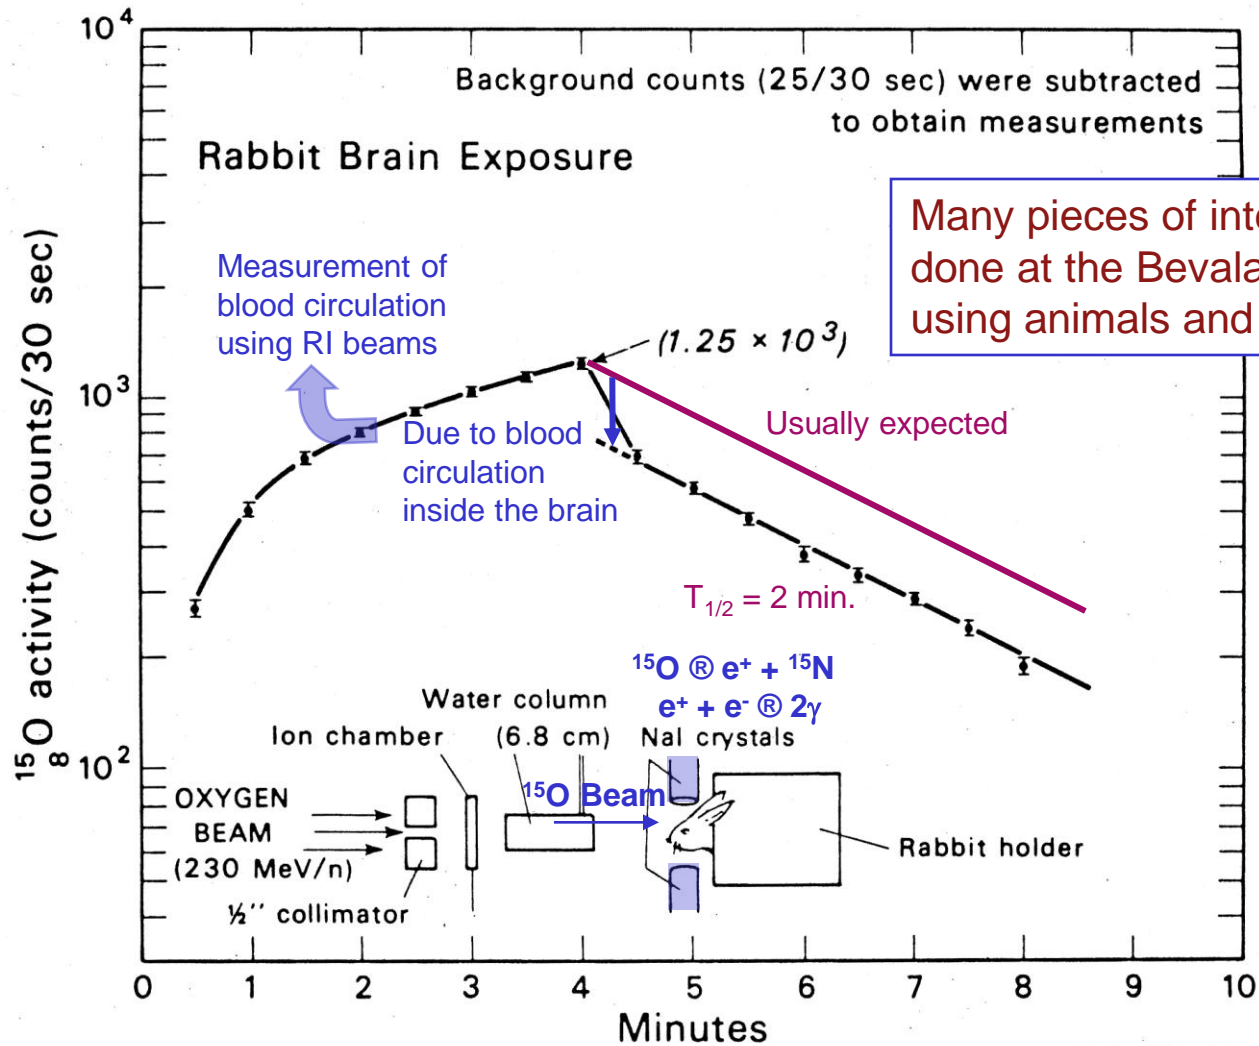 10⁴
Background counts (25/30 sec) were subtracted
to obtain measurements
Rabbit Brain Exposure
Many pieces of inte
done at the Bevala
using animals and
Measurement of
blood circulation
using RI beams
(1.25 × 10³)
10³
Usually expected
Due to blood
circulation
inside the brain
T₁/₂ = 2 min.
¹⁵O ® e⁺ + ¹⁵N
e⁺ + e⁻ ® 2γ
Water column
(6.8 cm)
Ion chamber
NaI crystals
10²
¹⁵O Beam
OXYGEN
BEAM
(230 MeV/n)
½'' collimator
Rabbit holder
¹⁵₈O activity (counts/30 sec)
0 1 2 3 4 5 6 7 8 9 10
Minutes